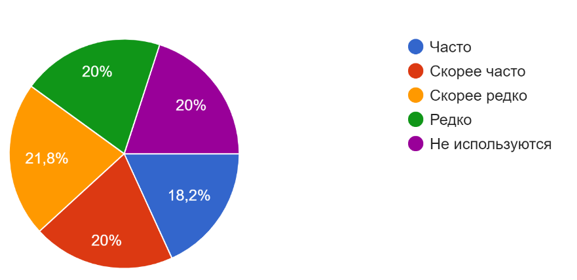 20%
20%
21,8%
18,2%
20%
Часто
Скорее часто
Скорее редко
Редко
Не используются